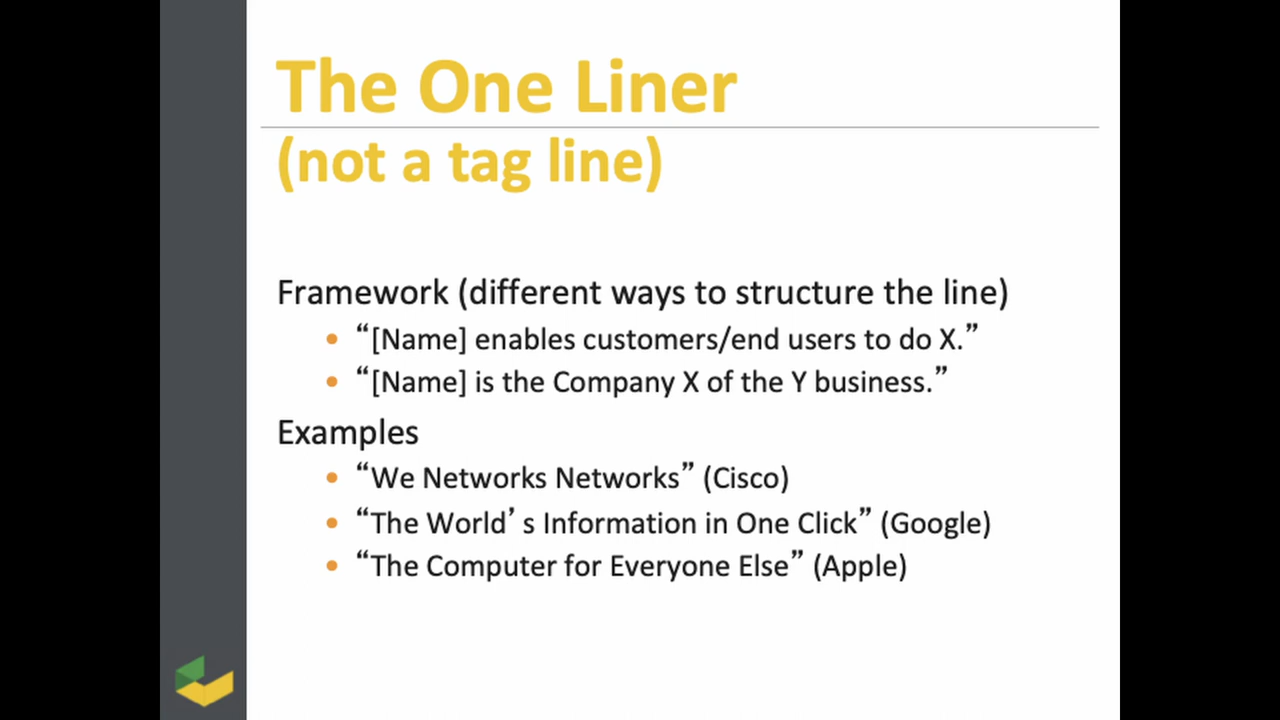 The One Liner
(not a tag line)
Framework (different ways to structure the line)
• “[Name] enables customers/end users to do X.”
• “[Name] is the Company X of the Y business.”
Examples
• “We Networks Networks” (Cisco)
• “The World’s Information in One Click” (Google)
• “The Computer for Everyone Else” (Apple)